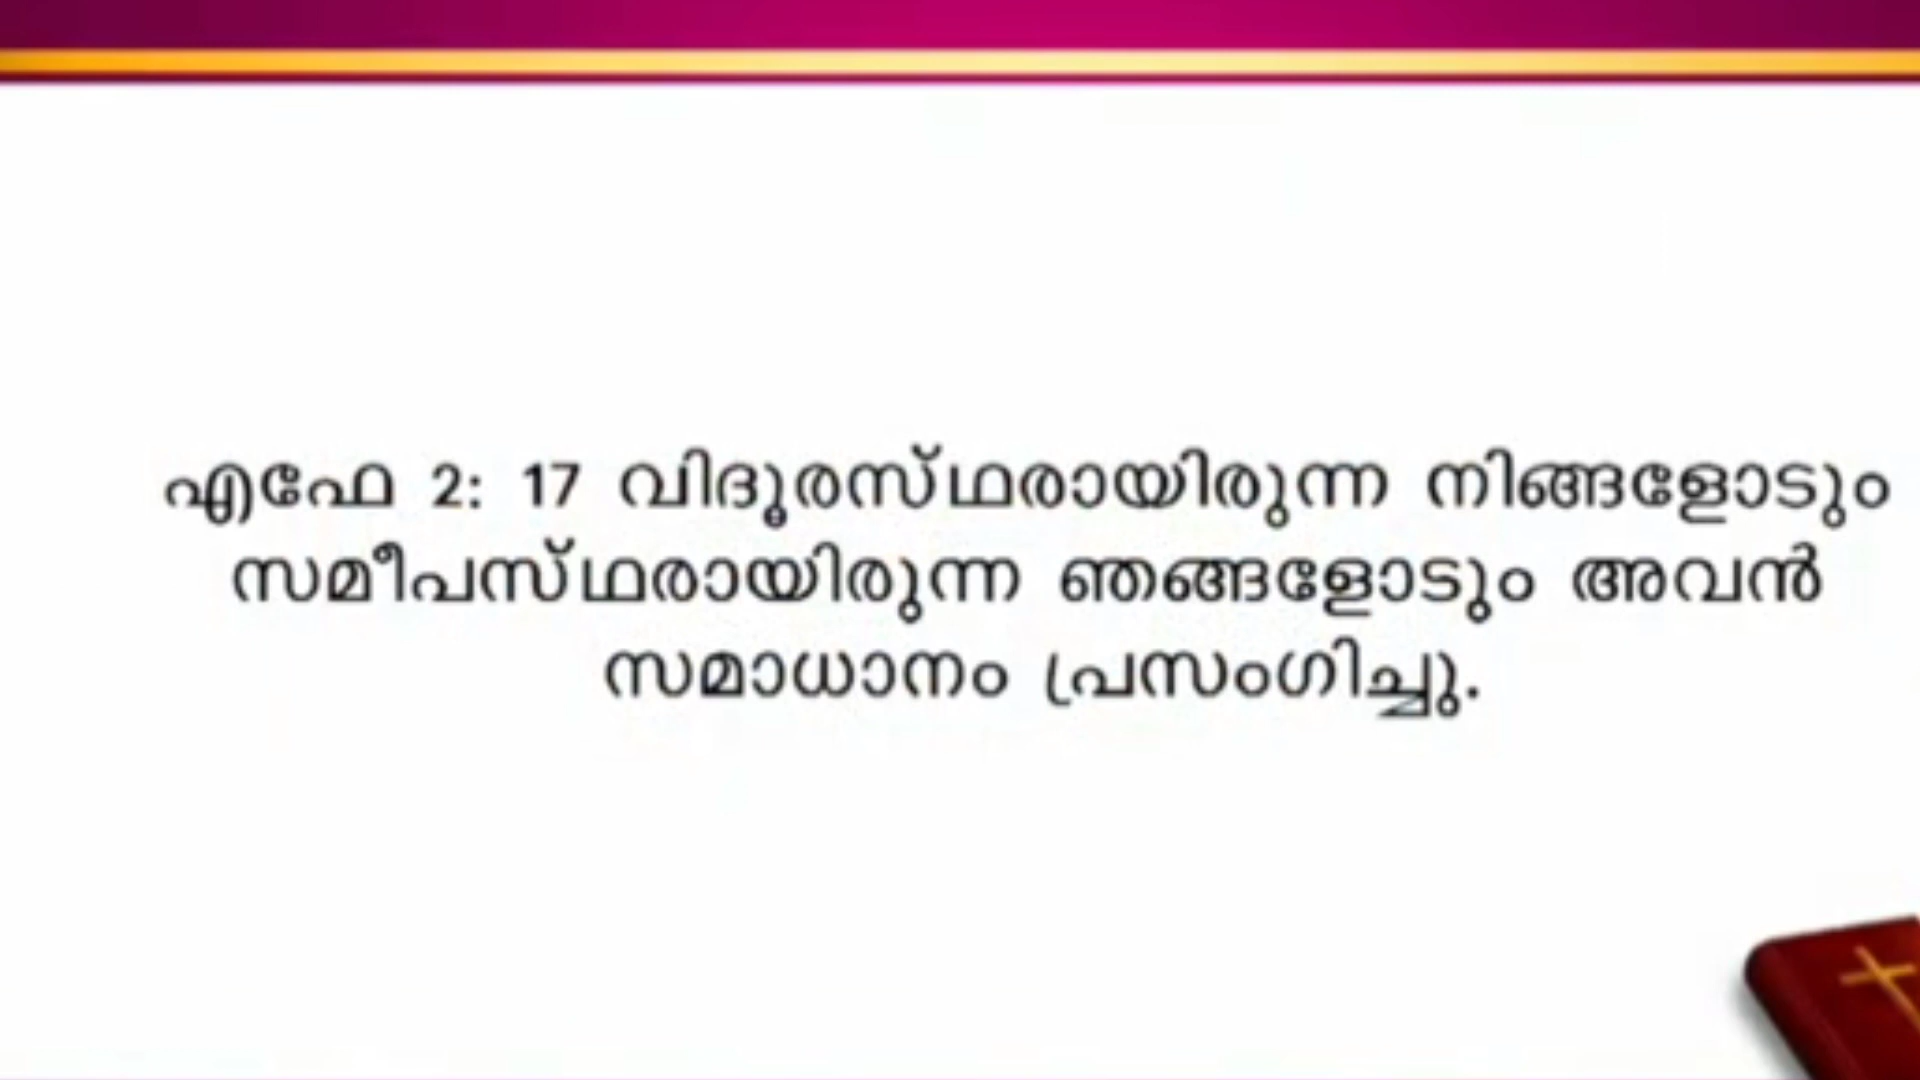 എഫേ 2: 17 വിദൂരസ്ഥരായിരുന്ന നിങ്ങളോടും
സമീപസ്ഥരായിരുന്ന ഞങ്ങളോടും അവൻ
സമാധാനം പ്രസംഗിച്ചു.